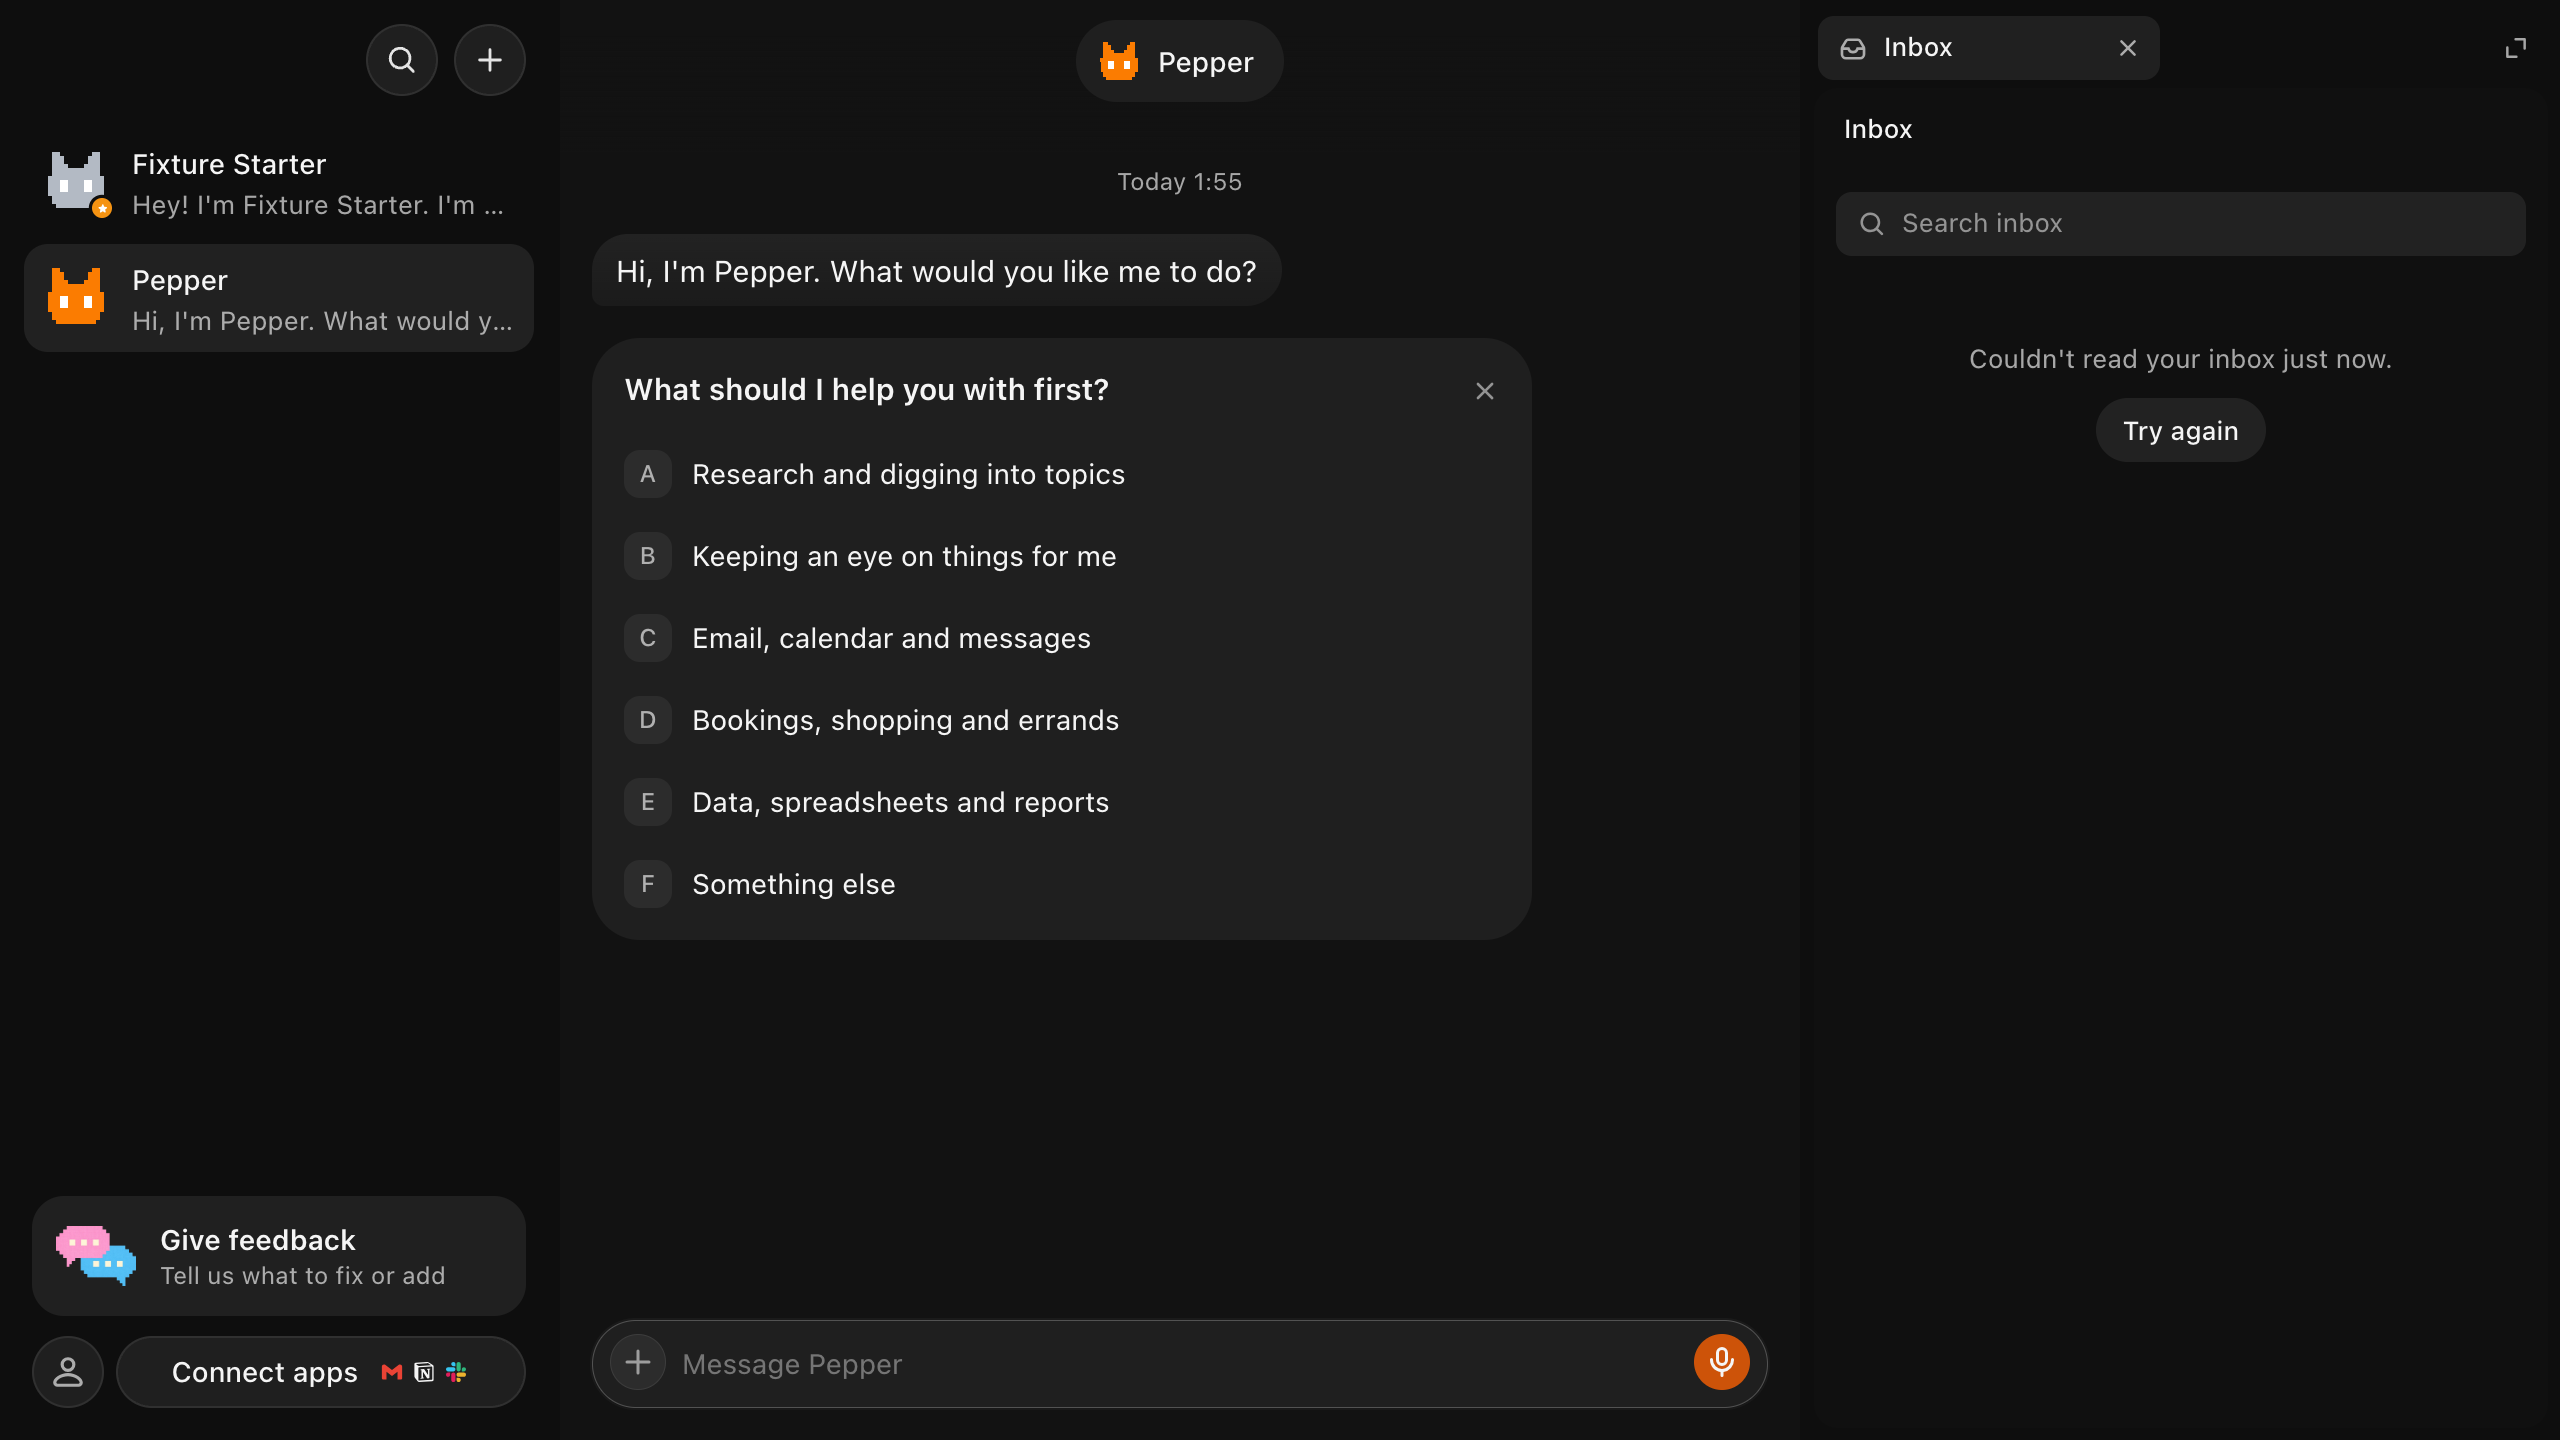 Fixture Starter
Hey! I'm Fixture Starter. I'm ...
Pepper
Hi, I'm Pepper. What would y...
Give feedback
Tell us what to fix or add
Connect apps
Pepper
Today 1:55
Hi, I'm Pepper. What would you like me to do?
What should I help you with first?
A Research and digging into topics
B Keeping an eye on things for me
C Email, calendar and messages
D Bookings, shopping and errands
E Data, spreadsheets and reports
F Something else
Message Pepper
Inbox
Inbox
Search inbox
Couldn't read your inbox just now.
Try again